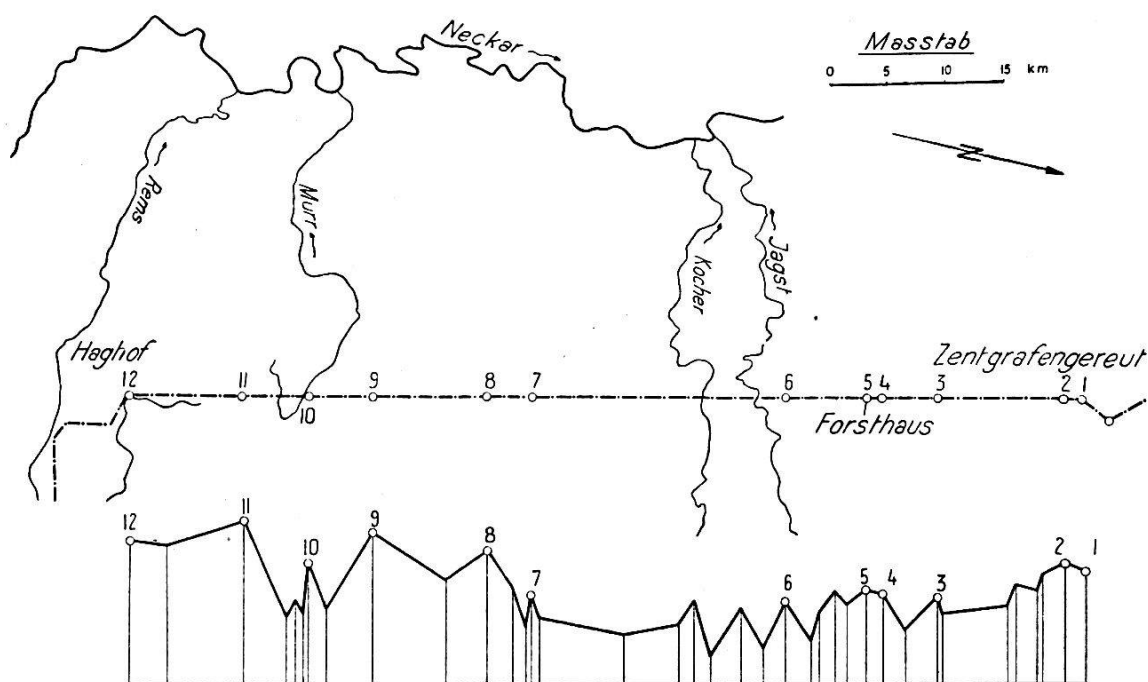 Neckar
Masstab
0 5 10 15 km
N
Rems
Murr
Kocher
Jagst
Haghof
Zentgrafengereut
12 11 10 9 8 7 6 5 4 3 2 1
Forsthaus
12 11 10 9 8 7 6 5 4 3 2 1